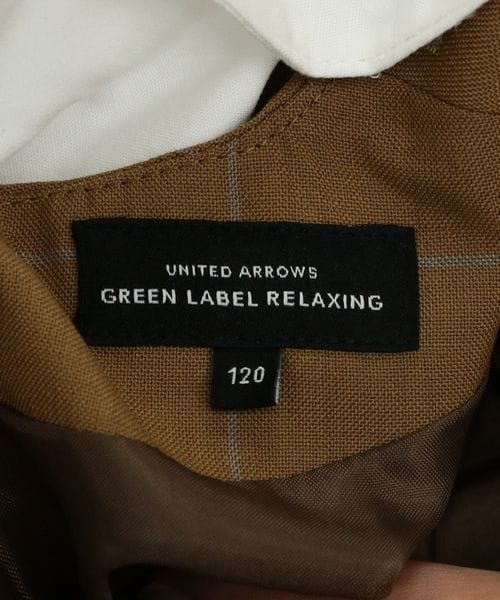 UNITED ARROWS
GREEN LABEL RELAXING
120